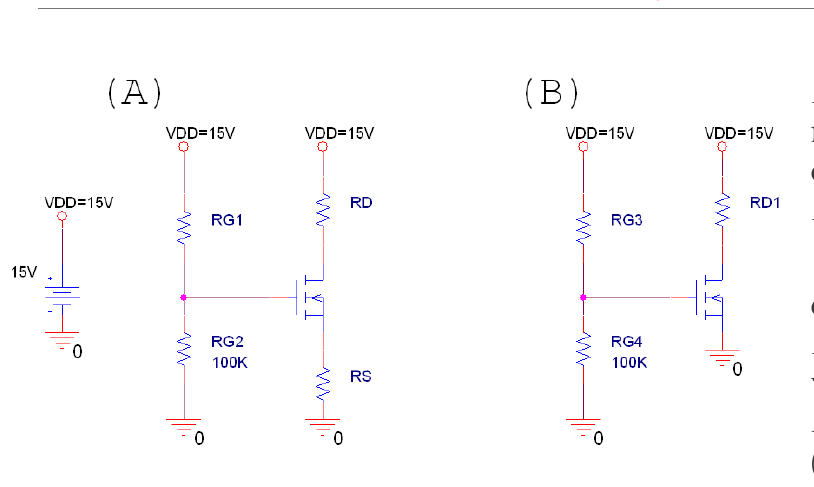 (A)
(B)
VDD=15V
VDD=15V
VDD=15V
VDD=15V
VDD=15V
RG1
RD
RG3
RD1
15V
0
RG2
100K
RS
RG4
100K
0
0
0
0